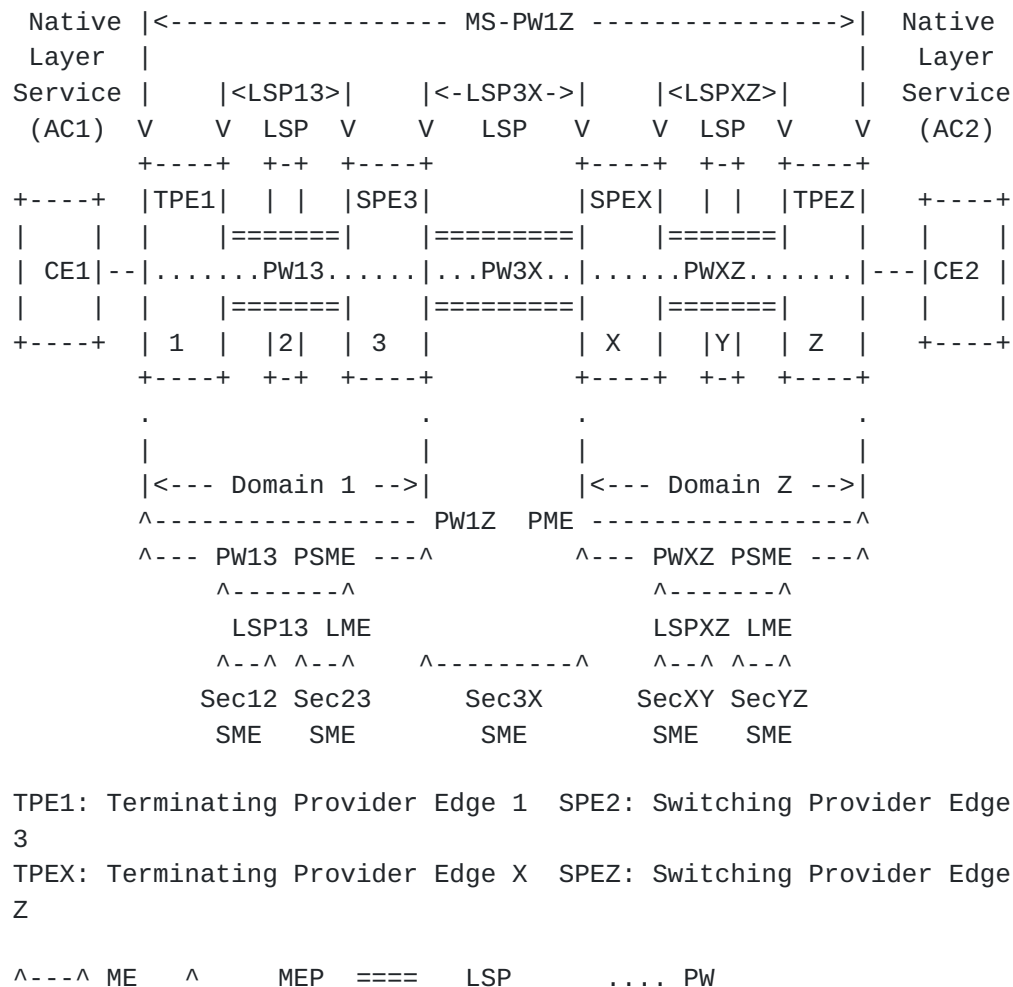 Native |<------------------ MS-PW1Z ---------------->|  Native
 Layer  |                                             |   Layer
Service |    |<LSP13>|    |<-LSP3X->|    |<LSPXZ>|    |  Service
 (AC1)  V    V  LSP  V    V   LSP   V    V  LSP  V    V   (AC2)
        +----+  +-+  +----+         +----+  +-+  +----+
+----+  |TPE1|  | |  |SPE3|         |SPEX|  | |  |TPEZ|   +----+
|    |  |    |=======|    |=========|    |=======|    |   |    |
| CE1|--|.......PW13......|...PW3X..|......PWXZ.......|---|CE2 |
|    |  |    |=======|    |=========|    |=======|    |   |    |
+----+  | 1  |  |2|  | 3  |         | X  |  |Y|  | Z  |   +----+
        +----+  +-+  +----+         +----+  +-+  +----+
        .                 .         .                 .
        |                 |         |                 |
        |<--- Domain 1 -->|         |<--- Domain Z -->|
        ^----------------- PW1Z  PME -----------------^
        ^--- PW13 PSME ---^         ^--- PWXZ PSME ---^
             ^-------^                   ^-------^
              LSP13 LME                  LSPXZ LME
             ^--^ ^--^    ^---------^    ^--^ ^--^
            Sec12 Sec23      Sec3X      SecXY SecYZ
             SME   SME        SME        SME   SME
TPE1: Terminating Provider Edge 1  SPE2: Switching Provider Edge
3
TPEX: Terminating Provider Edge X  SPEZ: Switching Provider Edge
Z
^---^ ME   ^     MEP  ====   LSP      .... PW